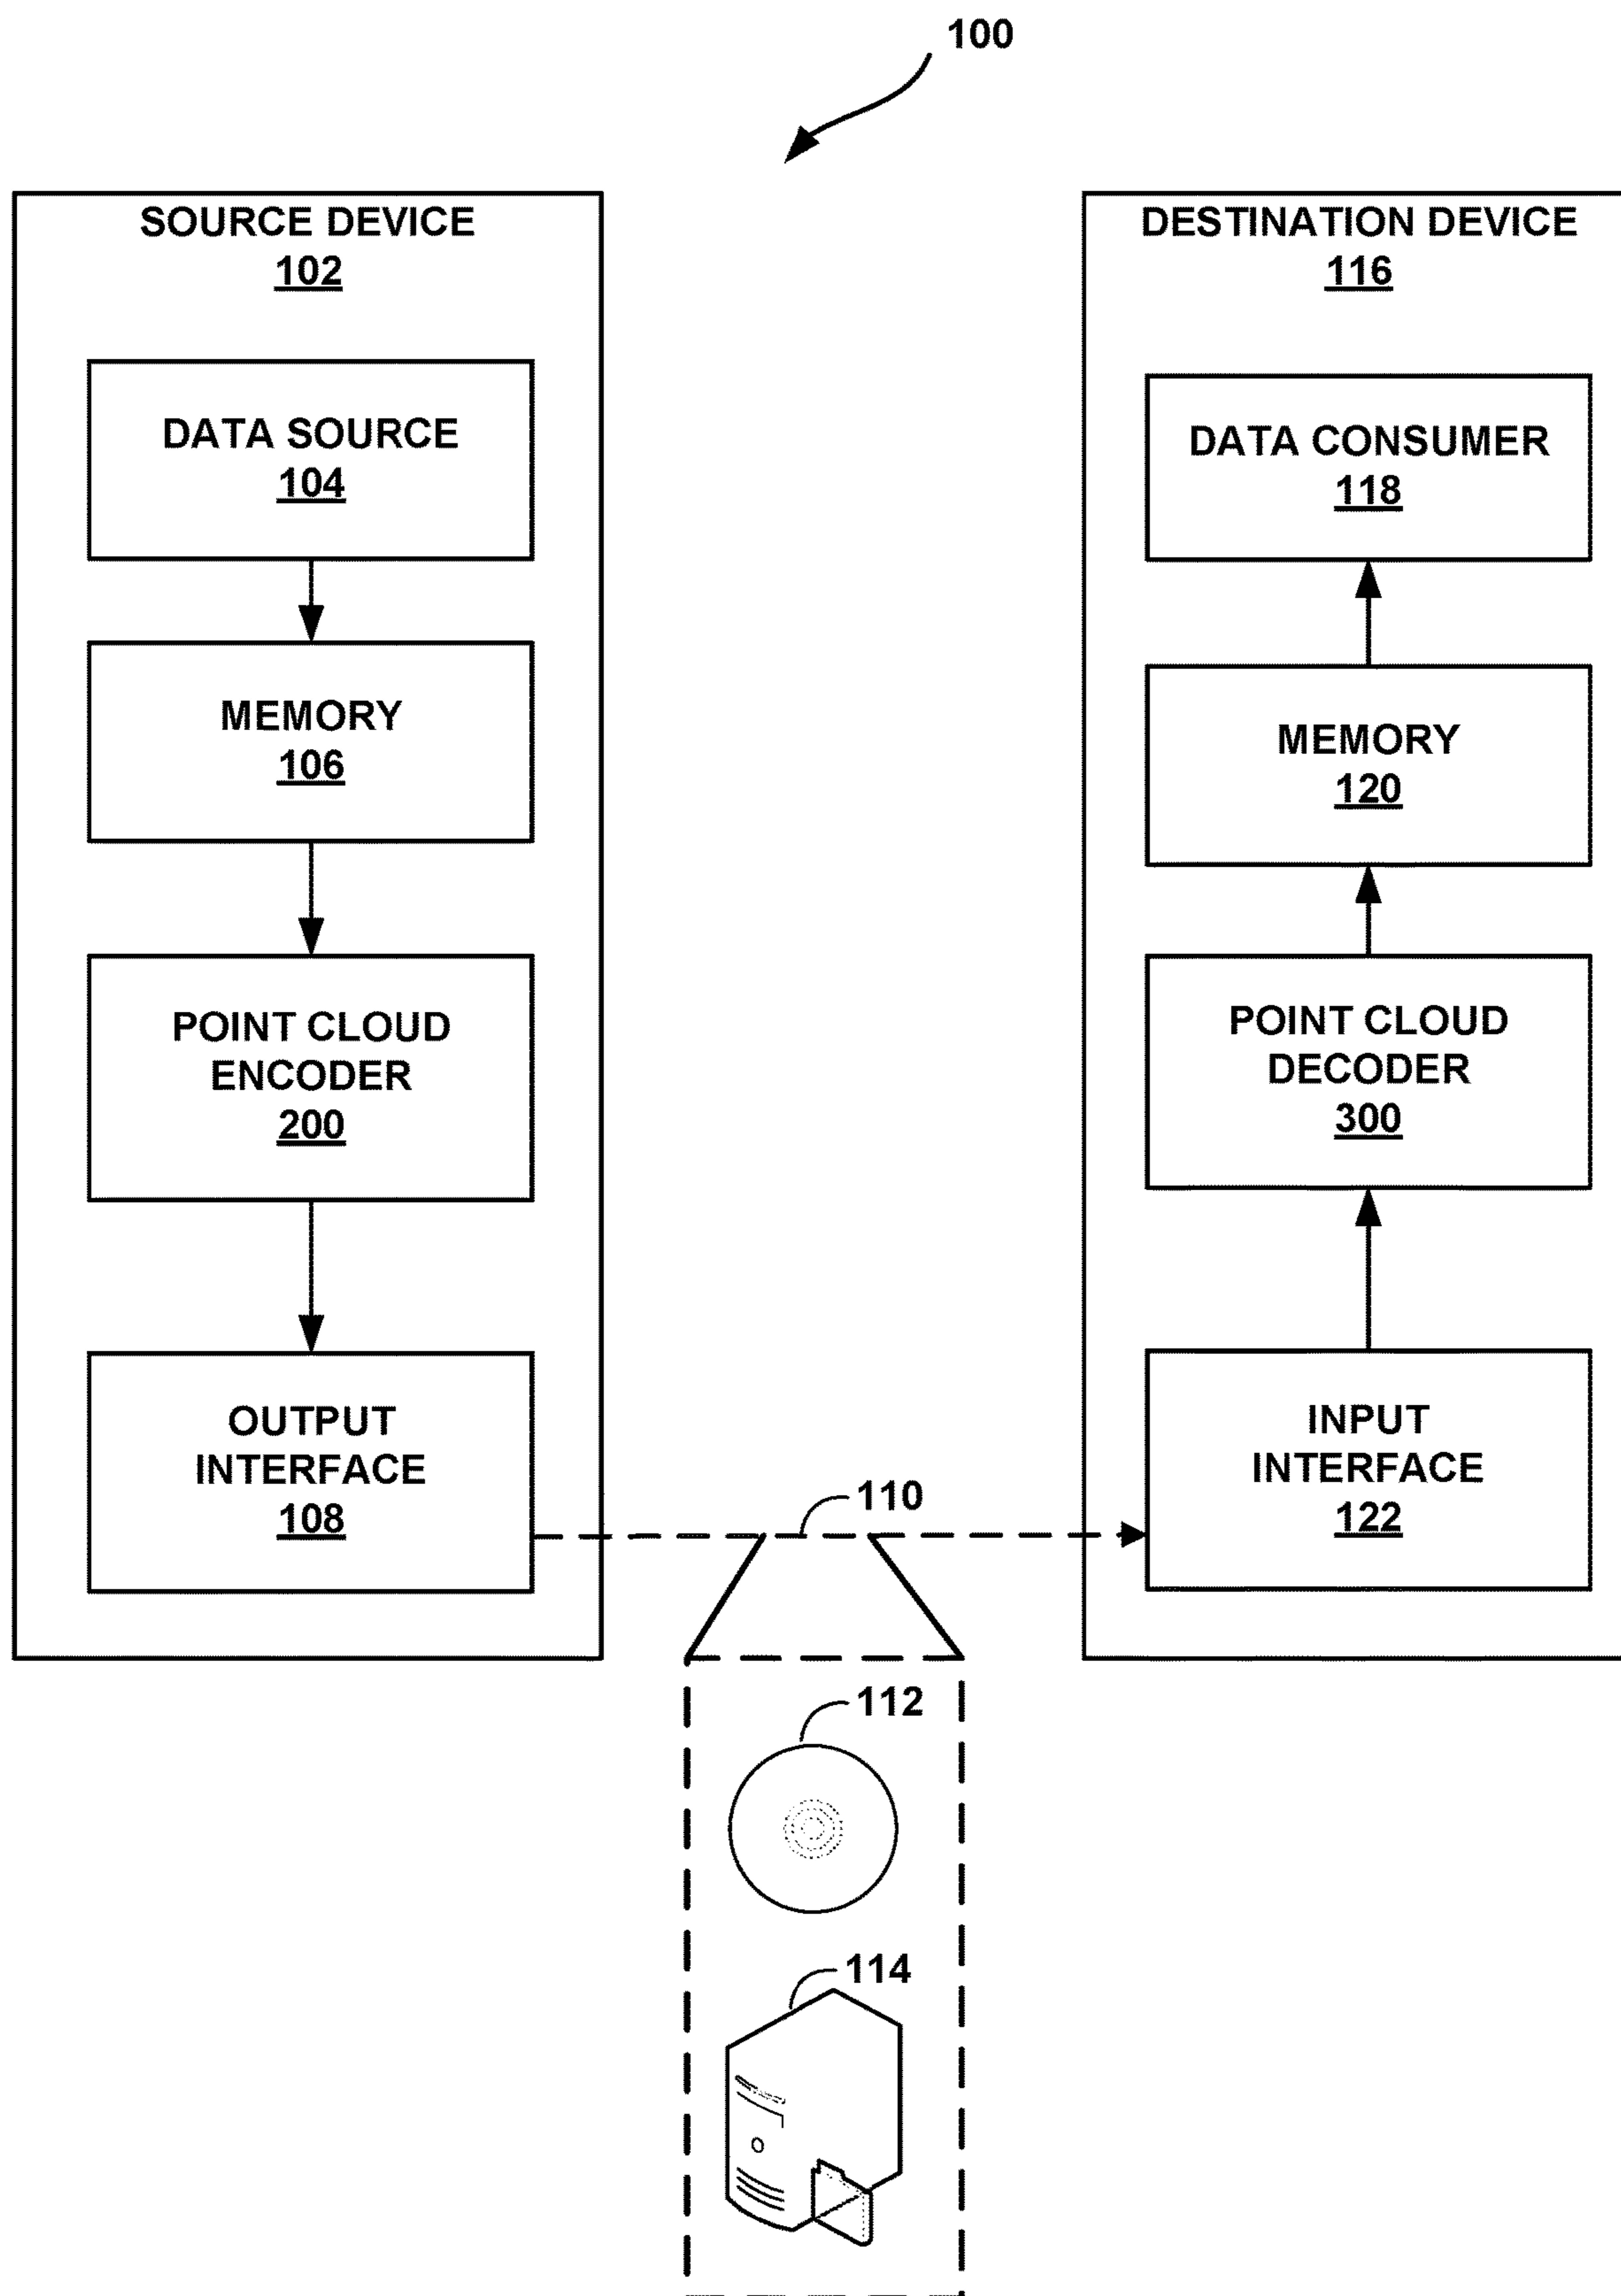 100
SOURCE DEVICE
102
DATA SOURCE
104
MEMORY
106
POINT CLOUD
ENCODER
200
OUTPUT
INTERFACE
108
DESTINATION DEVICE
116
DATA CONSUMER
118
MEMORY
120
POINT CLOUD
DECODER
300
INPUT
INTERFACE
122
110
112
114